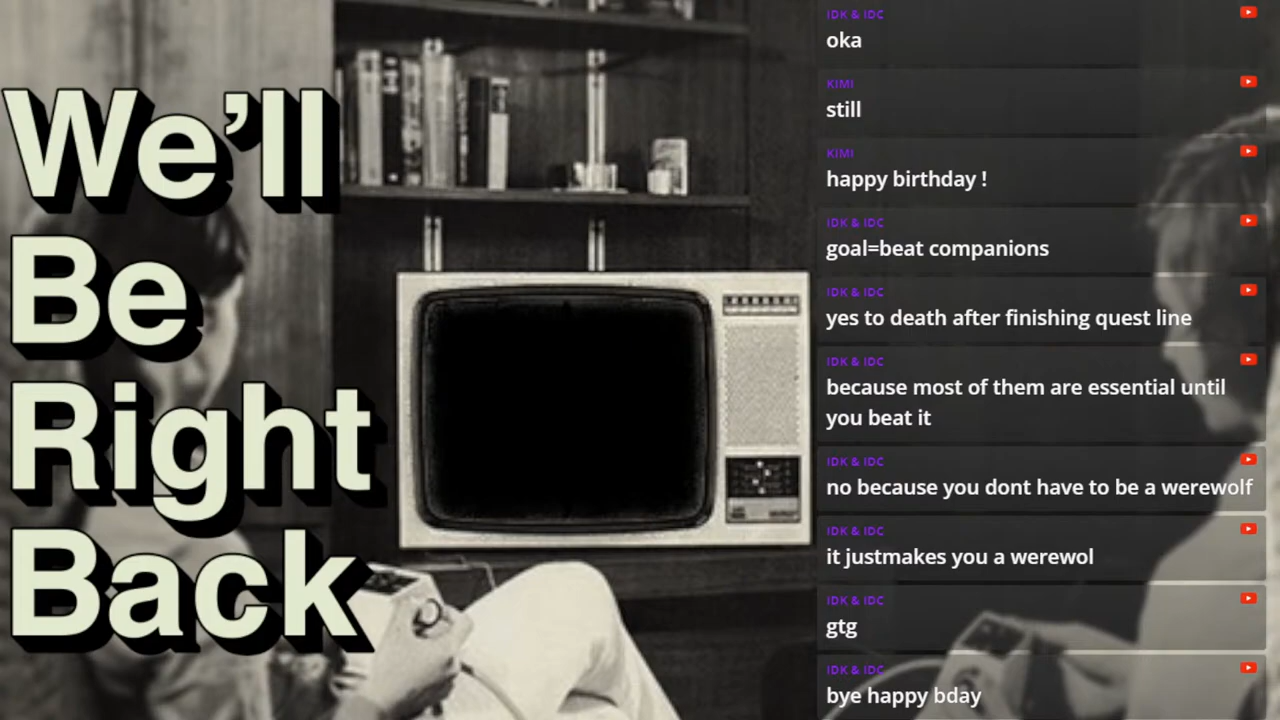 We'll
Be
Right
Back
IDK & IDC
oka
KIMI
still
KIMI
happy birthday !
IDK & IDC
goal=beat companions
IDK & IDC
yes to death after finishing quest line
IDK & IDC
because most of them are essential until
you beat it
IDK & IDC
no because you dont have to be a werewolf
IDK & IDC
it justmakes you a werewol
IDK & IDC
gtg
IDK & IDC
bye happy bday